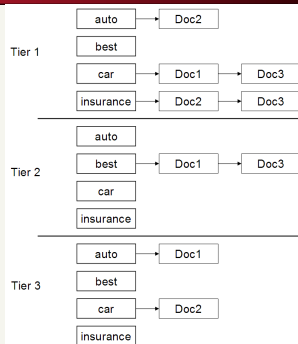 auto Doc2
best
Tier 1
car Doc1 Doc3
insurance Doc2 Doc3
auto
best Doc1 Doc3
Tier 2
car
insurance
auto Doc1
best
Tier 3
car Doc2
insurance